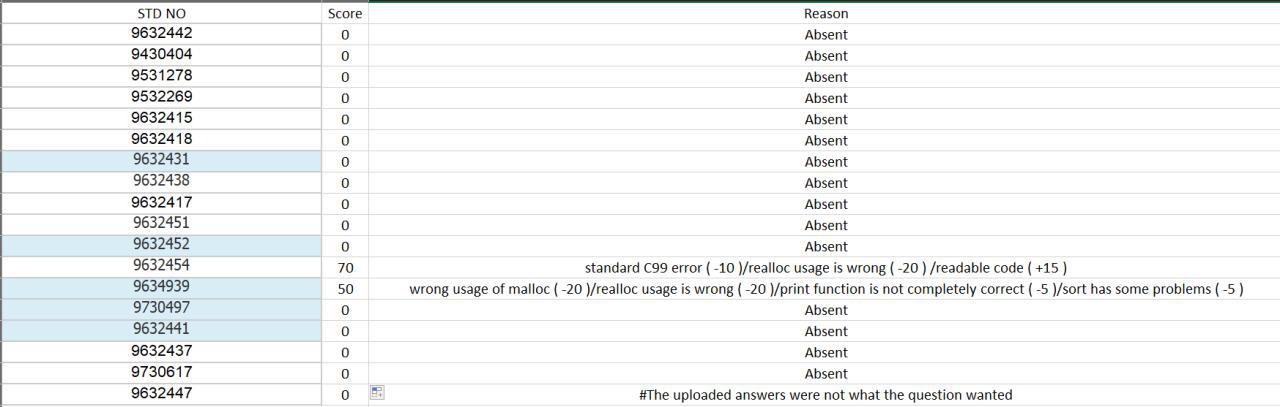 STD NO Score Reason
9632442 0 Absent
9430404 0 Absent
9531278 0 Absent
9532269 0 Absent
9632415 0 Absent
9632418 0 Absent
9632431 0 Absent
9632438 0 Absent
9632417 0 Absent
9632451 0 Absent
9632452 0 Absent
9632454 70 standard C99 error ( -10 )/realloc usage is wrong ( -20 ) /readable code ( +15 )
9634939 50 wrong usage of malloc ( -20 )/realloc usage is wrong ( -20 )/print function is not completely correct ( -5 )/sort has some problems ( -5 )
9730497 0 Absent
9632441 0 Absent
9632437 0 Absent
9730617 0 Absent
9632447 0 #The uploaded answers were not what the question wanted